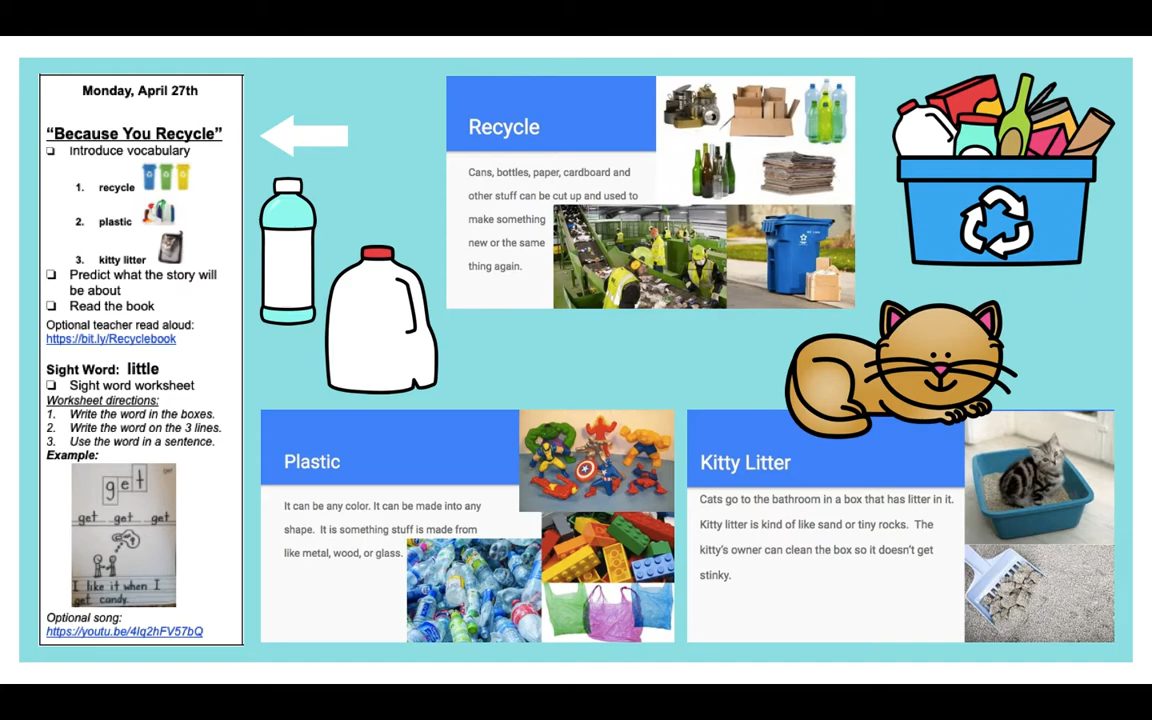 Monday, April 27th
“Because You Recycle”
Introduce vocabulary
1. recycle
2. plastic
3. kitty litter
Predict what the story will
be about
Read the book
Optional teacher read aloud:
https://bit.ly/Recyclebook
Sight Word: little
Sight word worksheet
Worksheet directions:
1. Write the word in the boxes.
2. Write the word on the 3 lines.
3. Use the word in a sentence.
Example:
get
get get get
I like it when I
get candy.
Optional song:
https://youtu.be/4Iq2hFV57bQ
Recycle
Cans, bottles, paper, cardboard and
other stuff can be cut up and used to
make something
new or the same
thing again.
Plastic
It can be any color. It can be made into any
shape. It is something stuff is made from
like metal, wood, or glass.
Kitty Litter
Cats go to the bathroom in a box that has litter in it.
Kitty litter is kind of like sand or tiny rocks. The
kitty’s owner can clean the box so it doesn’t get
stinky.